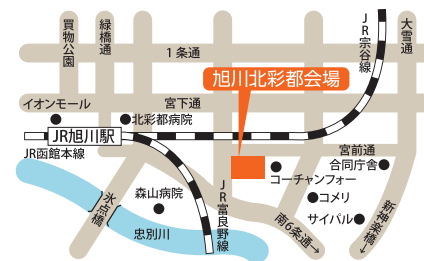 買物公園
緑橋通
1条通
JR宗谷線
大雪通
旭川北彩都会場
イオンモール
宮下通
北彩都病院
JR旭川駅
宮前通
JR函館本線
合同庁舎
コーチャンフォー
氷点橋
森山病院
JR富良野線
コメリ
サイパル
忠別川
南6条通→
新神楽橋→